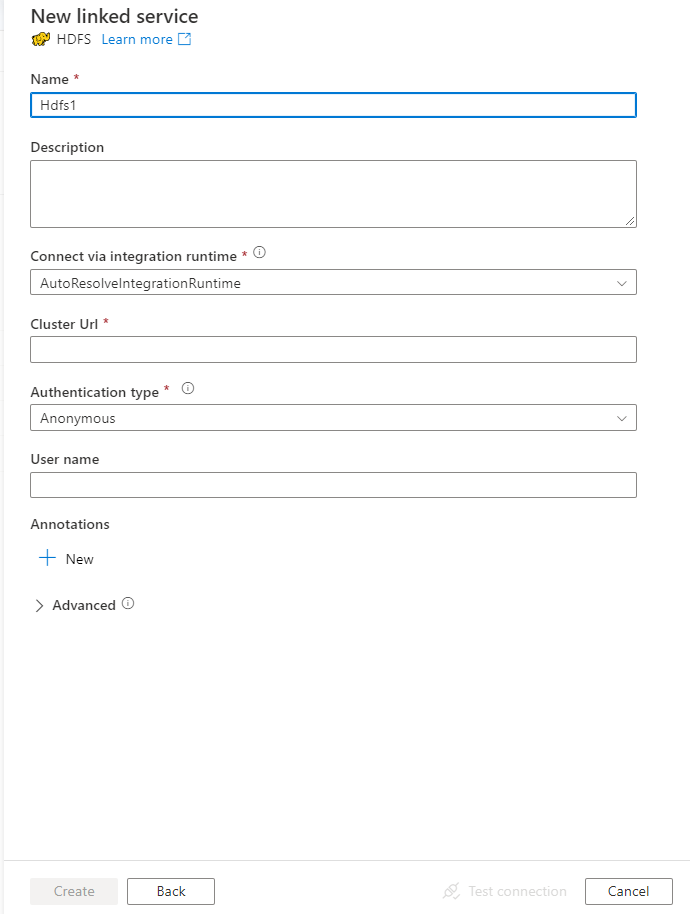 New linked service
HDFS Learn more
Name *
Hdfs1
Description
Connect via integration runtime *
AutoResolveIntegrationRuntime
Cluster Url *
Authentication type *
Anonymous
User name
Annotations
New
Advanced
Create Back Test connection Cancel